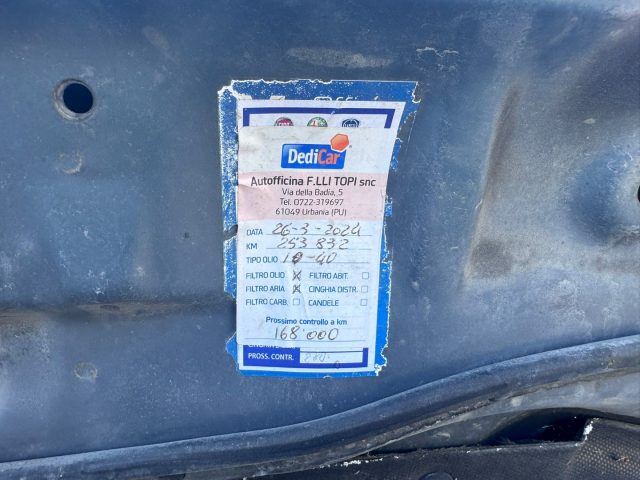 DediCar
Autofficina F.LLI TOPI snc
Via della Badia, 5
Tel. 0722-319697
61049 Urbania (PU)
DATA 26-3-2024
KM 253 832
TIPO OLIO 10-40
FILTRO OLIO X FILTRO ABIT.
FILTRO ARIA X CINGHIA DISTR.
FILTRO CARB. CANDELE
Prossimo controllo a km
168.000
PROSS. CONTR.